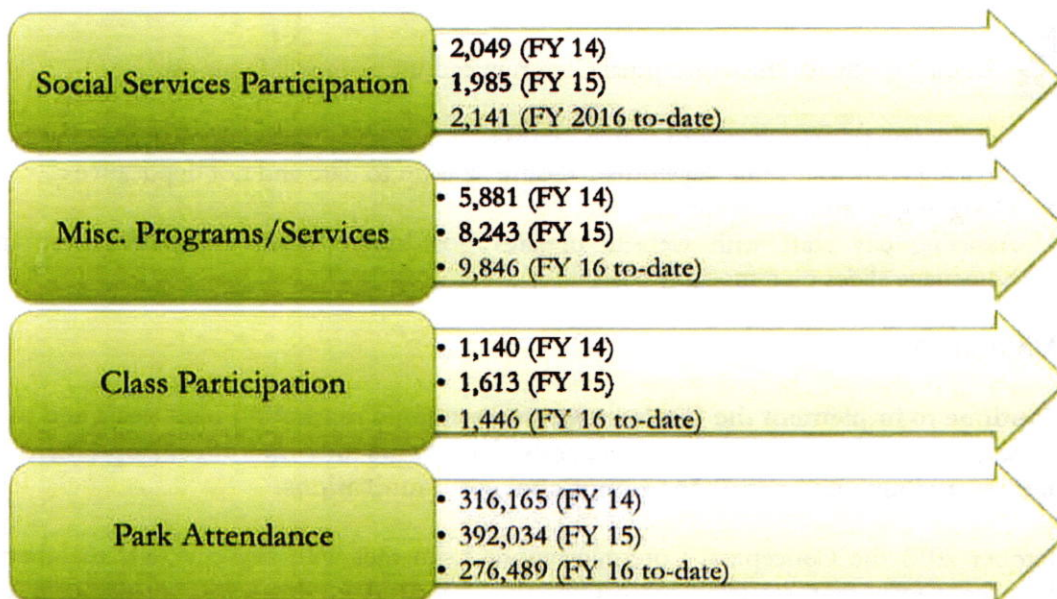 Social Services Participation
• 2,049 (FY 14)
• 1,985 (FY 15)
• 2,141 (FY 2016 to-date)
Misc. Programs/Services
• 5,881 (FY 14)
• 8,243 (FY 15)
• 9,846 (FY 16 to-date)
Class Participation
• 1,140 (FY 14)
• 1,613 (FY 15)
• 1,446 (FY 16 to-date)
Park Attendance
• 316,165 (FY 14)
• 392,034 (FY 15)
• 276,489 (FY 16 to-date)